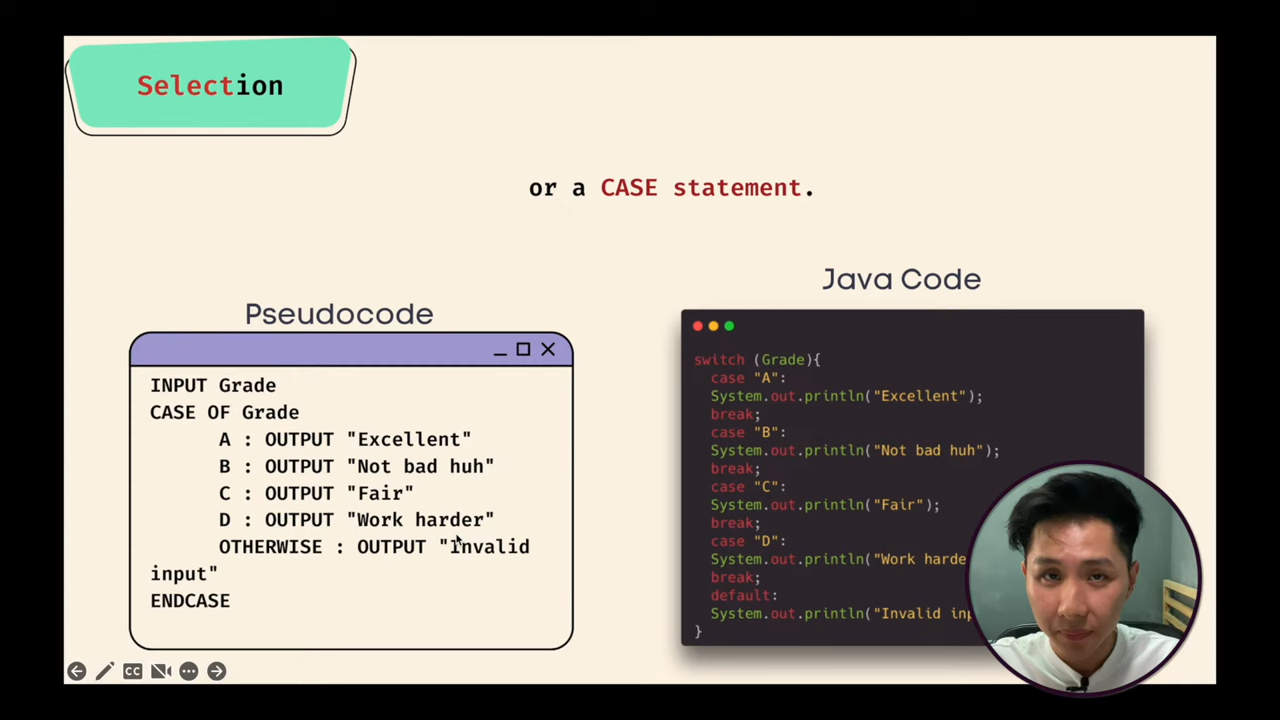 Selection
or a CASE statement.
Pseudocode
INPUT Grade
CASE OF Grade
A : OUTPUT "Excellent"
B : OUTPUT "Not bad huh"
C : OUTPUT "Fair"
D : OUTPUT "Work harder"
OTHERWISE : OUTPUT "Invalid
input"
ENDCASE
Java Code
switch (Grade){
case "A":
System.out.println("Excellent");
break;
case "B":
System.out.println("Not bad huh");
break;
case "C":
System.out.println("Fair");
break;
case "D":
System.out.println("Work harde
break;
default:
System.out.println("Invalid inp
}
CC